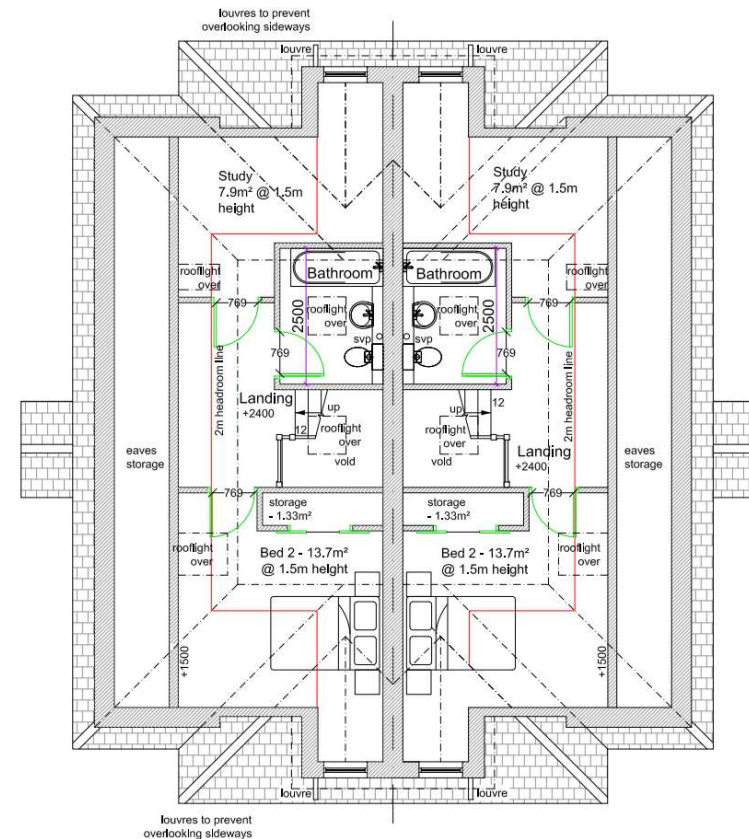 louvres to prevent
overlooking sideways
louvre
louvre
Study
7.9m² @ 1.5m
height
Study
7.9m² @ 1.5m
height
Bathroom
Bathroom
rooflight
over
rooflight
over
rooflight
over
rooflight
over
769
769
2500
2500
svp
svp
769
769
2m headroom line
2m headroom line
Landing
+2400
up
12
up
12
rooflight
over
rooflight
over
void
void
Landing
+2400
eaves
storage
eaves
storage
769
769
storage
- 1.33m²
storage
- 1.33m²
rooflight
over
rooflight
over
Bed 2 - 13.7m²
@ 1.5m height
Bed 2 - 13.7m²
@ 1.5m height
+1500
+1500
louvre
louvre
louvres to prevent
overlooking sideways